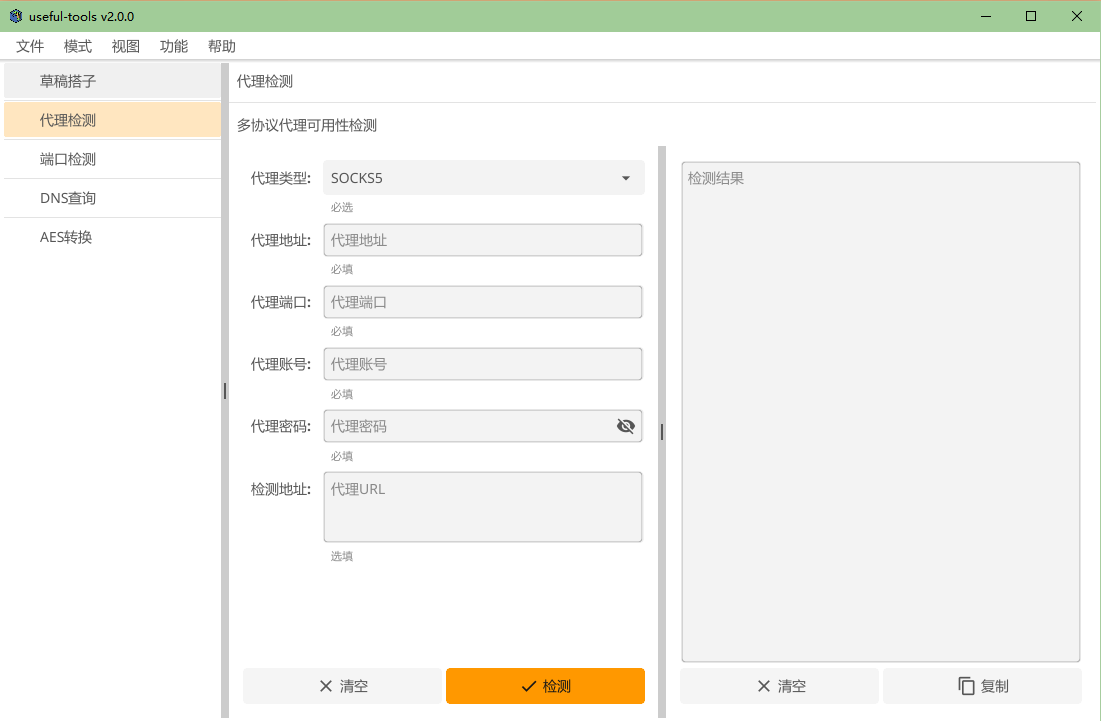 useful-tools v2.0.0
文件 模式 视图 功能 帮助
草稿搭子
代理检测
端口检测
DNS查询
AES转换
代理检测
多协议代理可用性检测
代理类型: SOCKS5
必选
代理地址: 代理地址
必填
代理端口: 代理端口
必填
代理账号: 代理账号
必填
代理密码: 代理密码
必填
检测地址: 代理URL
选填
清空 检测
检测结果
清空 复制